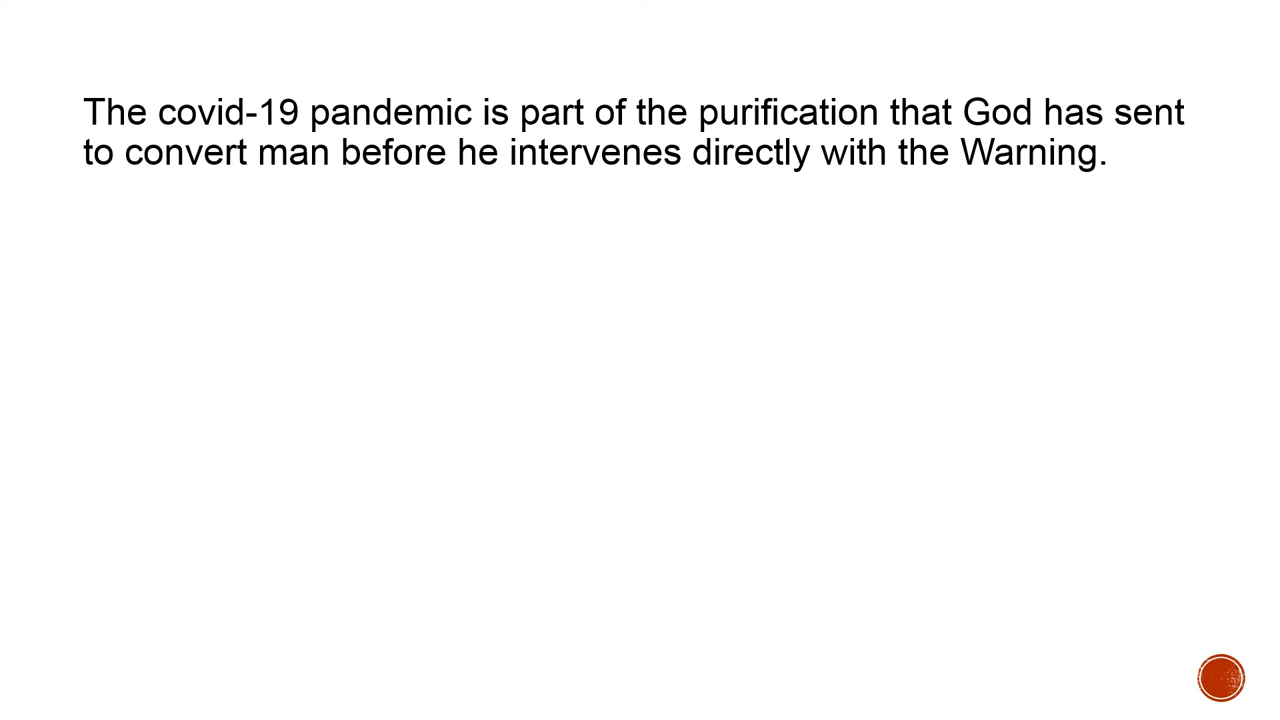 The covid-19 pandemic is part of the purification that God has sent
to convert man before he intervenes directly with the Warning.